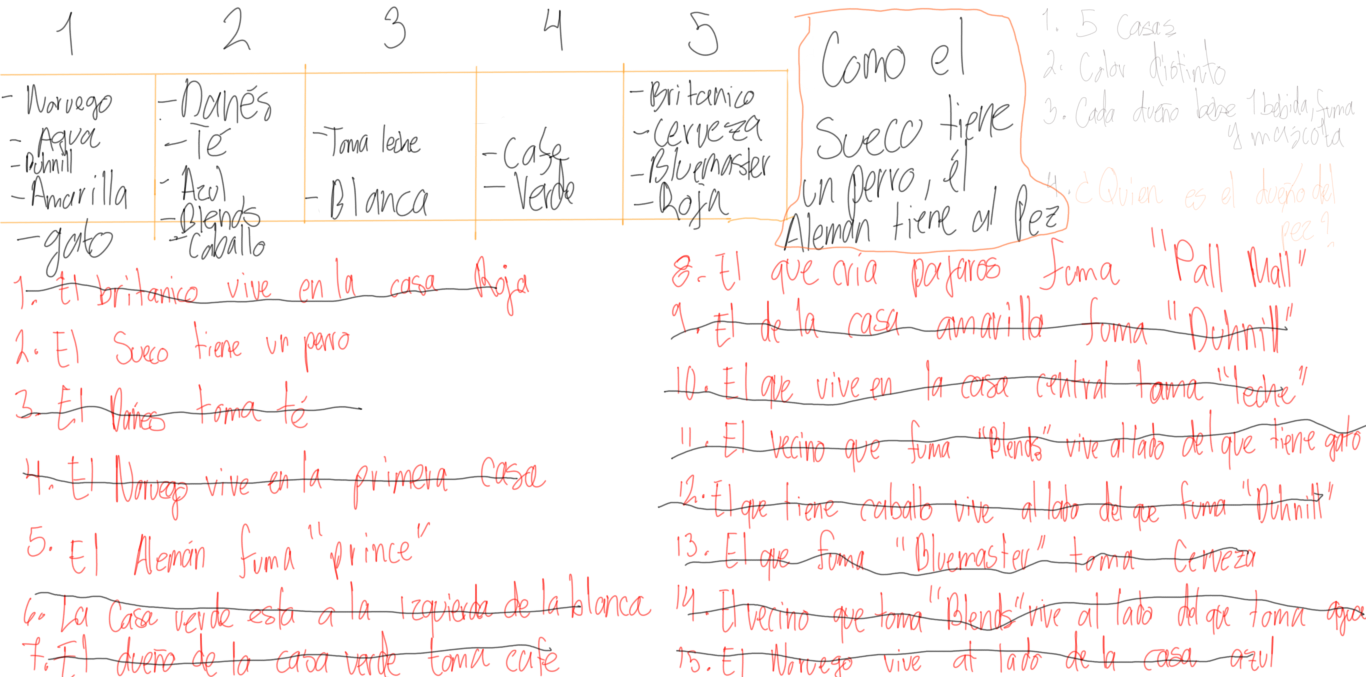 1 2 3 4 5
- Noruego
- Agua
- Duhnill
- Amarilla
- gato
- Danés
- Té
- Azul
- Blends
- Caballo
- Toma leche
- Blanca
- Cafe
- Verde
- Britanico
- Cerveza
- Bluemaster
- Roja
Como el
sueco tiene
un perro, él
Alemán tiene al Pez
1. 5 Casas
2. Color distinto
3. Cada dueño bebe 1 bebida, fuma
y mascota
4. ¿Quien es el dueño del
pez?
1. El britanico vive en la casa Roja
2. El Sueco tiene un perro
3. El Danés toma té
4. El Noruego vive en la primera casa
5. El Alemán fuma "prince"
6. La Casa verde esta a la izquierda de la blanca
7. El dueño de la casa verde toma café
8. El que cria pajaros fuma "Pall Mall"
9. El de la casa amarilla fuma "Duhnill"
10. El que vive en la casa central toma "leche"
11. El vecino que fuma "Blends" vive al lado del que tiene gato
12. El que tiene caballo vive al lado del que fuma "Duhnill"
13. El que fuma "Bluemaster" toma Cerveza
14. El vecino que toma "Blends" vive al lado del que toma agua
15. El Noruego vive al lado de la casa azul